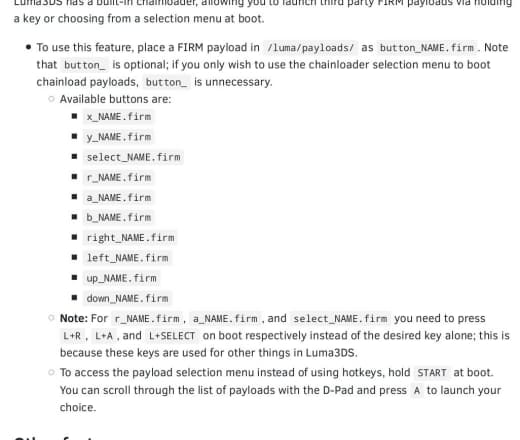 Luma3DS has a built-in chainloader, allowing you to launch third party FIRM payloads via holding
a key or choosing from a selection menu at boot.
To use this feature, place a FIRM payload in /luma/payloads/ as button_NAME.firm . Note
that button_ is optional; if you only wish to use the chainloader selection menu to boot
chainload payloads, button_ is unnecessary.
Available buttons are:
x_NAME.firm
y_NAME.firm
select_NAME.firm
r_NAME.firm
a_NAME.firm
b_NAME.firm
right_NAME.firm
left_NAME.firm
up_NAME.firm
down_NAME.firm
Note: For r_NAME.firm , a_NAME.firm , and select_NAME.firm you need to press
L+R , L+A , and L+SELECT on boot respectively instead of the desired key alone; this is
because these keys are used for other things in Luma3DS.
To access the payload selection menu instead of using hotkeys, hold START at boot.
You can scroll through the list of payloads with the D-Pad and press A to launch your
choice.